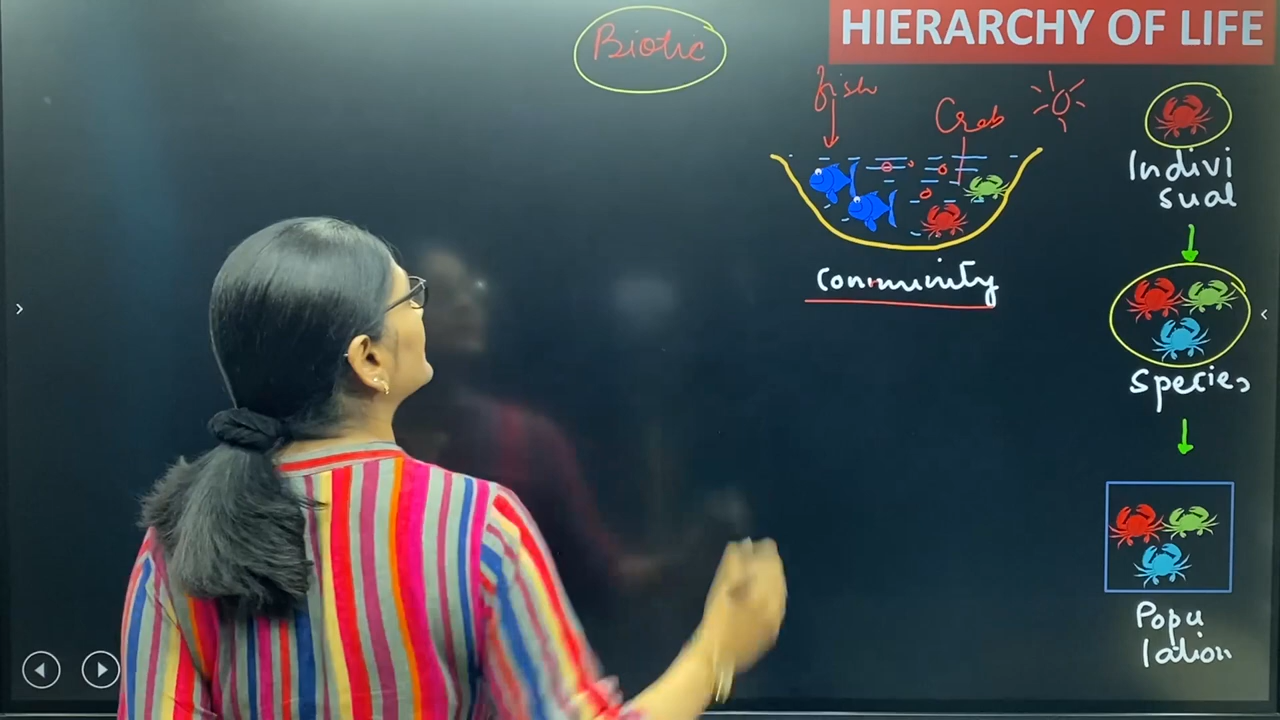 HIERARCHY OF LIFE
Biotic
fish
Crab
Indivi
sual
community
Species
Popu
lation